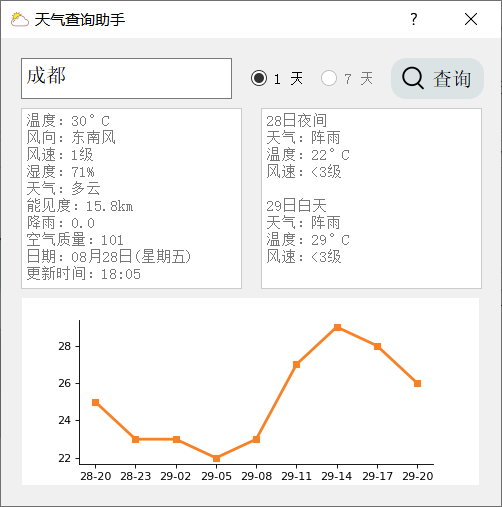 天气查询助手
?
成都
1 天
7 天
查询
温度：30°C
风向：东南风
风速：1级
湿度：71%
天气：多云
能见度：15.8km
降雨：0.0
空气质量：101
日期：08月28日(星期五)
更新时间：18:05
28日夜间
天气：阵雨
温度：22°C
风速：<3级
29日白天
天气：阵雨
温度：29°C
风速：<3级
28
26
24
22
28-20 28-23 29-02 29-05 29-08 29-11 29-14 29-17 29-20